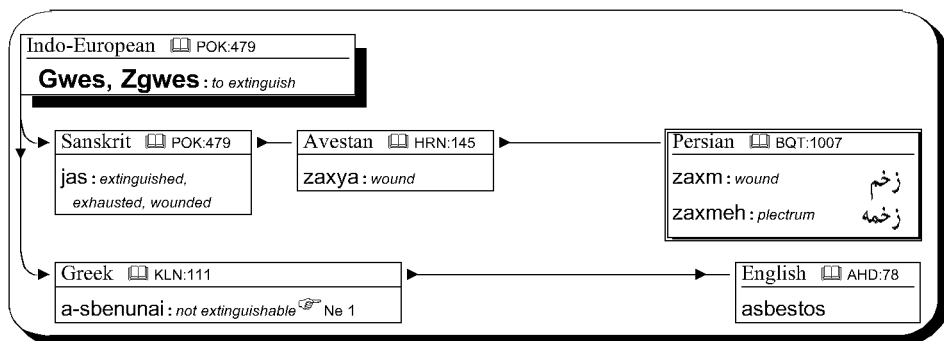 Indo-European POK:479
Gwes, Zgwes : to extinguish
Sanskrit POK:479
jas : extinguished,
exhausted, wounded
Avestan HRN:145
zaxya : wound
Persian BQT:1007
zaxm : wound زخم
zaxmeh : plectrum زخمه
Greek KLN:111
a-sbenunai : not extinguishable Ne 1
English AHD:78
asbestos